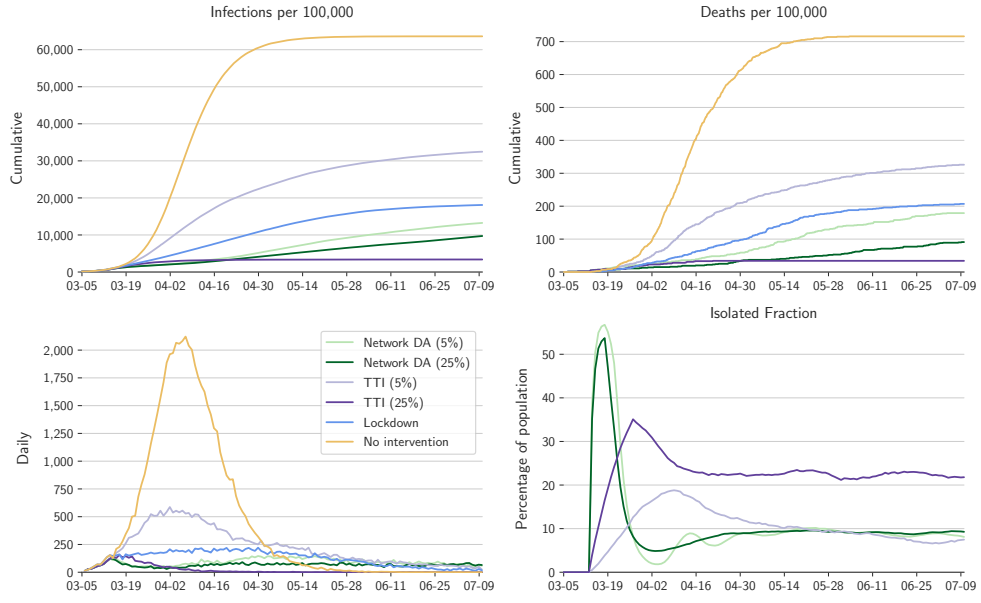 Infections per 100,000
Cumulative
60,000
50,000
40,000
30,000
20,000
10,000
0
03-05 03-19 04-02 04-16 04-30 05-14 05-28 06-11 06-25 07-09
Deaths per 100,000
Cumulative
700
600
500
400
300
200
100
0
03-05 03-19 04-02 04-16 04-30 05-14 05-28 06-11 06-25 07-09
Daily
2,000
1,750
1,500
1,250
1,000
750
500
250
0
03-05 03-19 04-02 04-16 04-30 05-14 05-28 06-11 06-25 07-09
Network DA (5%)
Network DA (25%)
TTI (5%)
TTI (25%)
Lockdown
No intervention
Isolated Fraction
Percentage of population
50
40
30
20
10
0
03-05 03-19 04-02 04-16 04-30 05-14 05-28 06-11 06-25 07-09